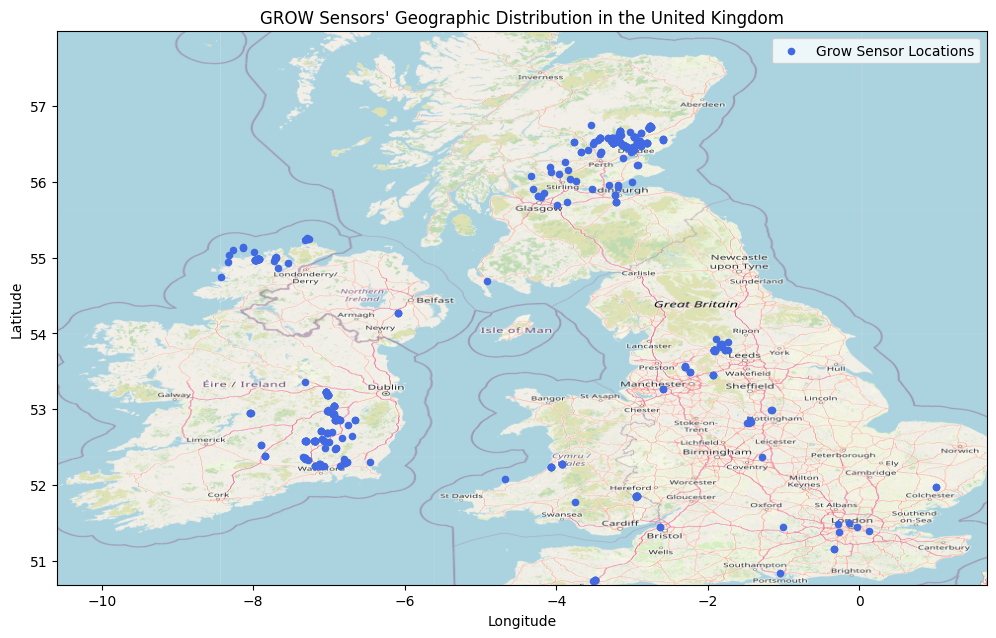 GROW Sensors' Geographic Distribution in the United Kingdom
Grow Sensor Locations
Inverness
57
Aberdeen
Perth
56
Stirling
Glasgow
55
Londonderry/
Derry
Newcastle
upon Tyne
Carlisle
Sunderland
Northern
Ireland
Belfast
Great Britain
Armagh
Newry
Isle of Man
54
Ripon
Lancaster
York
Leeds
Preston
Hull
Wakefield
Éire / Ireland
Dublin
Manchester
Sheffield
Galway
Bangor
St Asaph
53
Chester
Lincoln
Stoke-on-
Trent
Nottingham
Limerick
Lichfield
Leicester
Norwich
Birmingham
Peterborough
Ely
Coventry
Cambridge
52
St Davids
Hereford
Worcester
Milton
Keynes
Cork
Gloucester
Colchester
Swansea
Oxford
St Albans
Cardiff
London
Southend
-on-Sea
Bristol
Canterbury
Wells
51
Southampton
Brighton
Portsmouth
Latitude
−10
−8
−6
−4
−2
0
Longitude